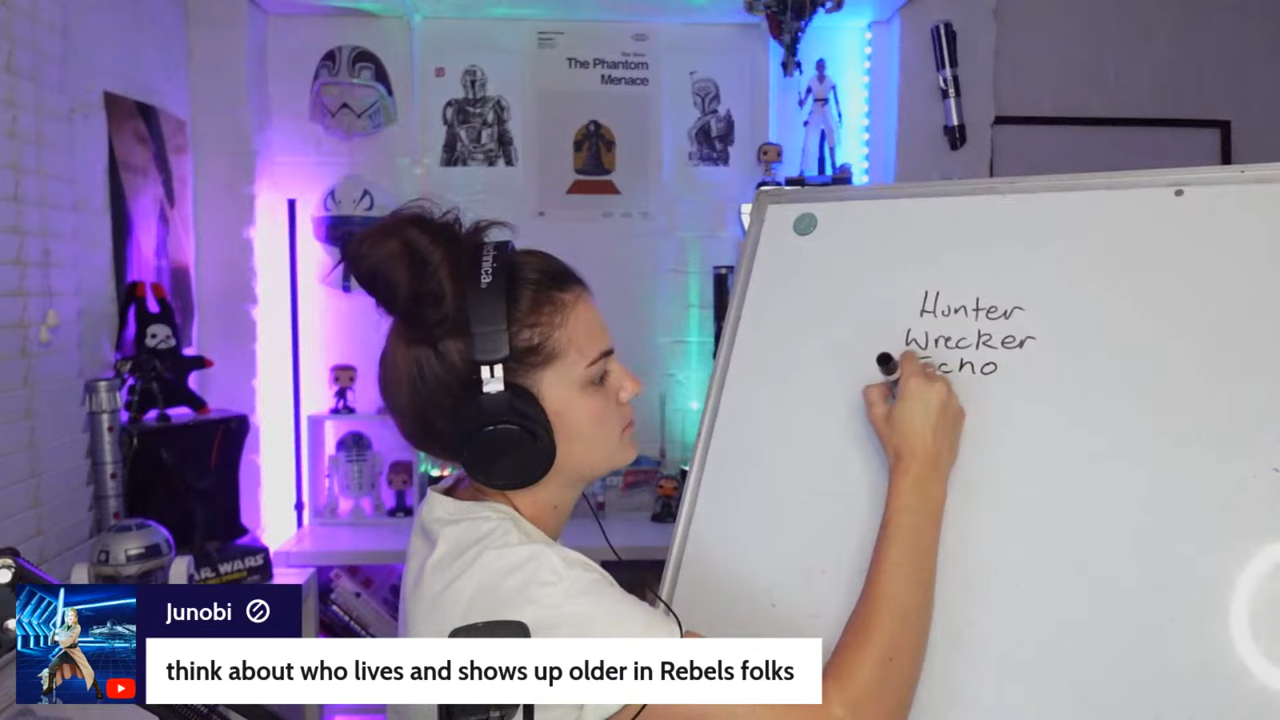 The Phantom
Menace
Hunter
Wrecker
Echo
STAR WARS
Junobi
think about who lives and shows up older in Rebels folks